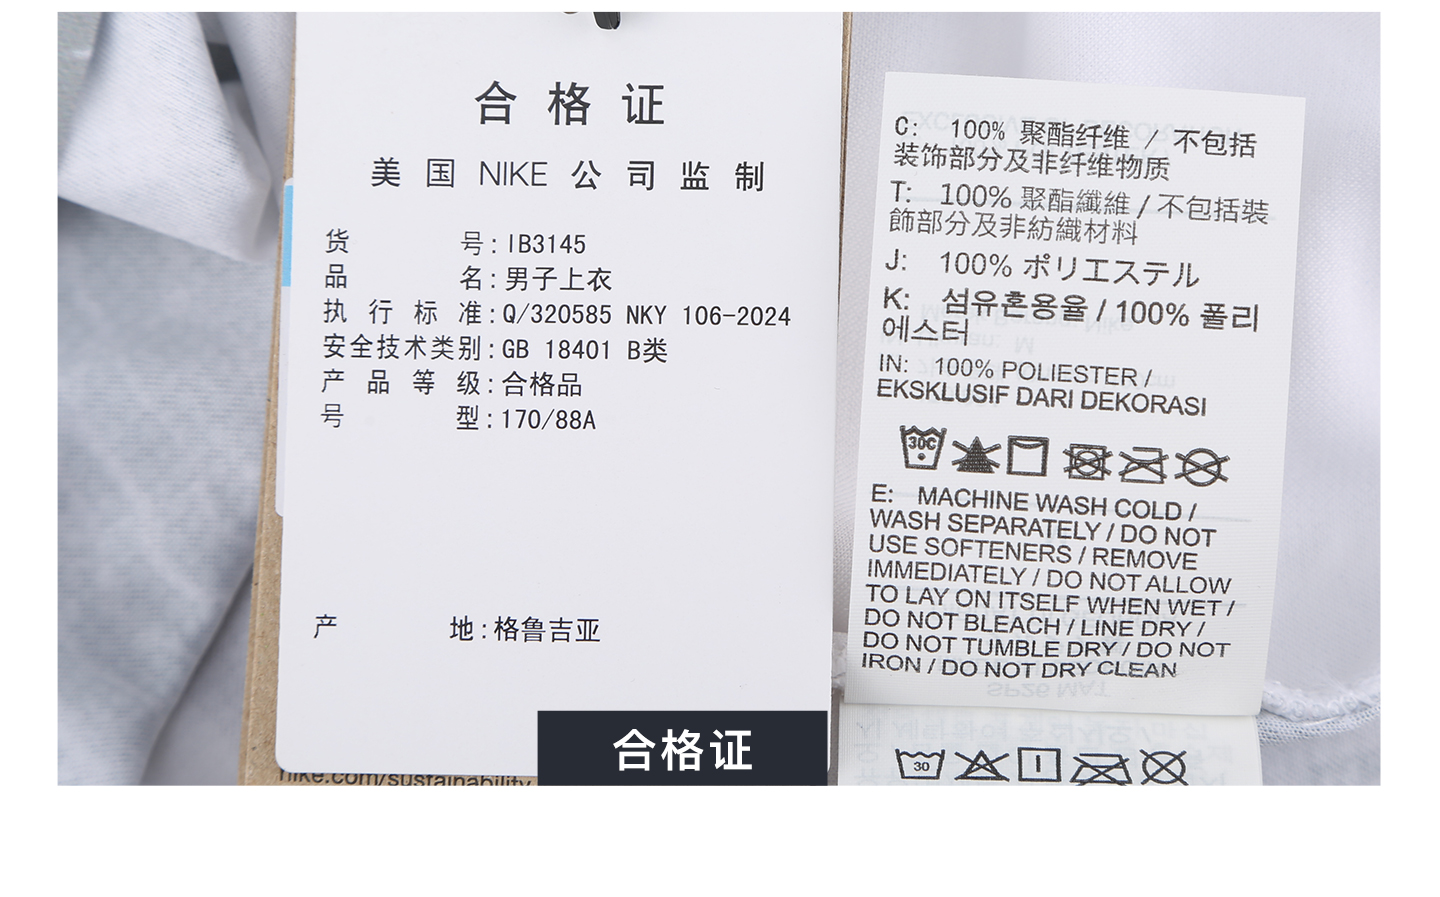 合格证
美国 NIKE 公司监制
货号:IB3145
品名:男子上衣
执行标准:Q/320585 NKY 106-2024
安全技术类别:GB 18401 B类
产品等级:合格品
号型:170/88A
产地:格鲁吉亚
nike.com/sustainability
合格证
C: 100% 聚酯纤维 / 不包括
装饰部分及非纤维物质
T: 100% 聚酯纖維 / 不包括裝
飾部分及非紡織材料
J: 100% ポリエステル
K: 섬유혼용율 / 100% 폴리
에스터
IN: 100% POLIESTER /
EKSKLUSIF DARI DEKORASI
30C
E: MACHINE WASH COLD /
WASH SEPARATELY / DO NOT
USE SOFTENERS / REMOVE
IMMEDIATELY / DO NOT ALLOW
TO LAY ON ITSELF WHEN WET /
DO NOT BLEACH / LINE DRY /
DO NOT TUMBLE DRY / DO NOT
IRON / DO NOT DRY CLEAN
30